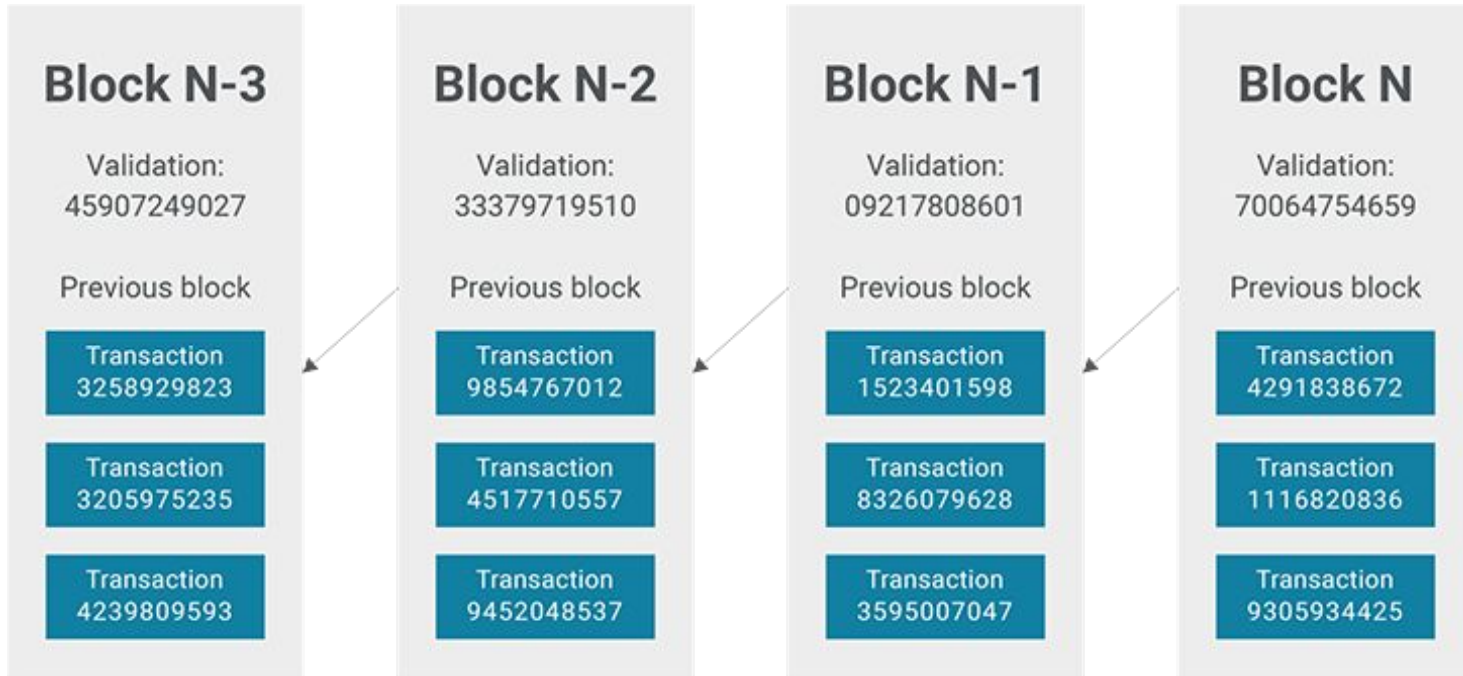 Block N-3
Validation:
45907249027
Previous block
Transaction
3258929823
Transaction
3205975235
Transaction
4239809593
Block N-2
Validation:
33379719510
Previous block
Transaction
9854767012
Transaction
4517710557
Transaction
9452048537
Block N-1
Validation:
09217808601
Previous block
Transaction
1523401598
Transaction
8326079628
Transaction
3595007047
Block N
Validation:
70064754659
Previous block
Transaction
4291838672
Transaction
1116820836
Transaction
9305934425